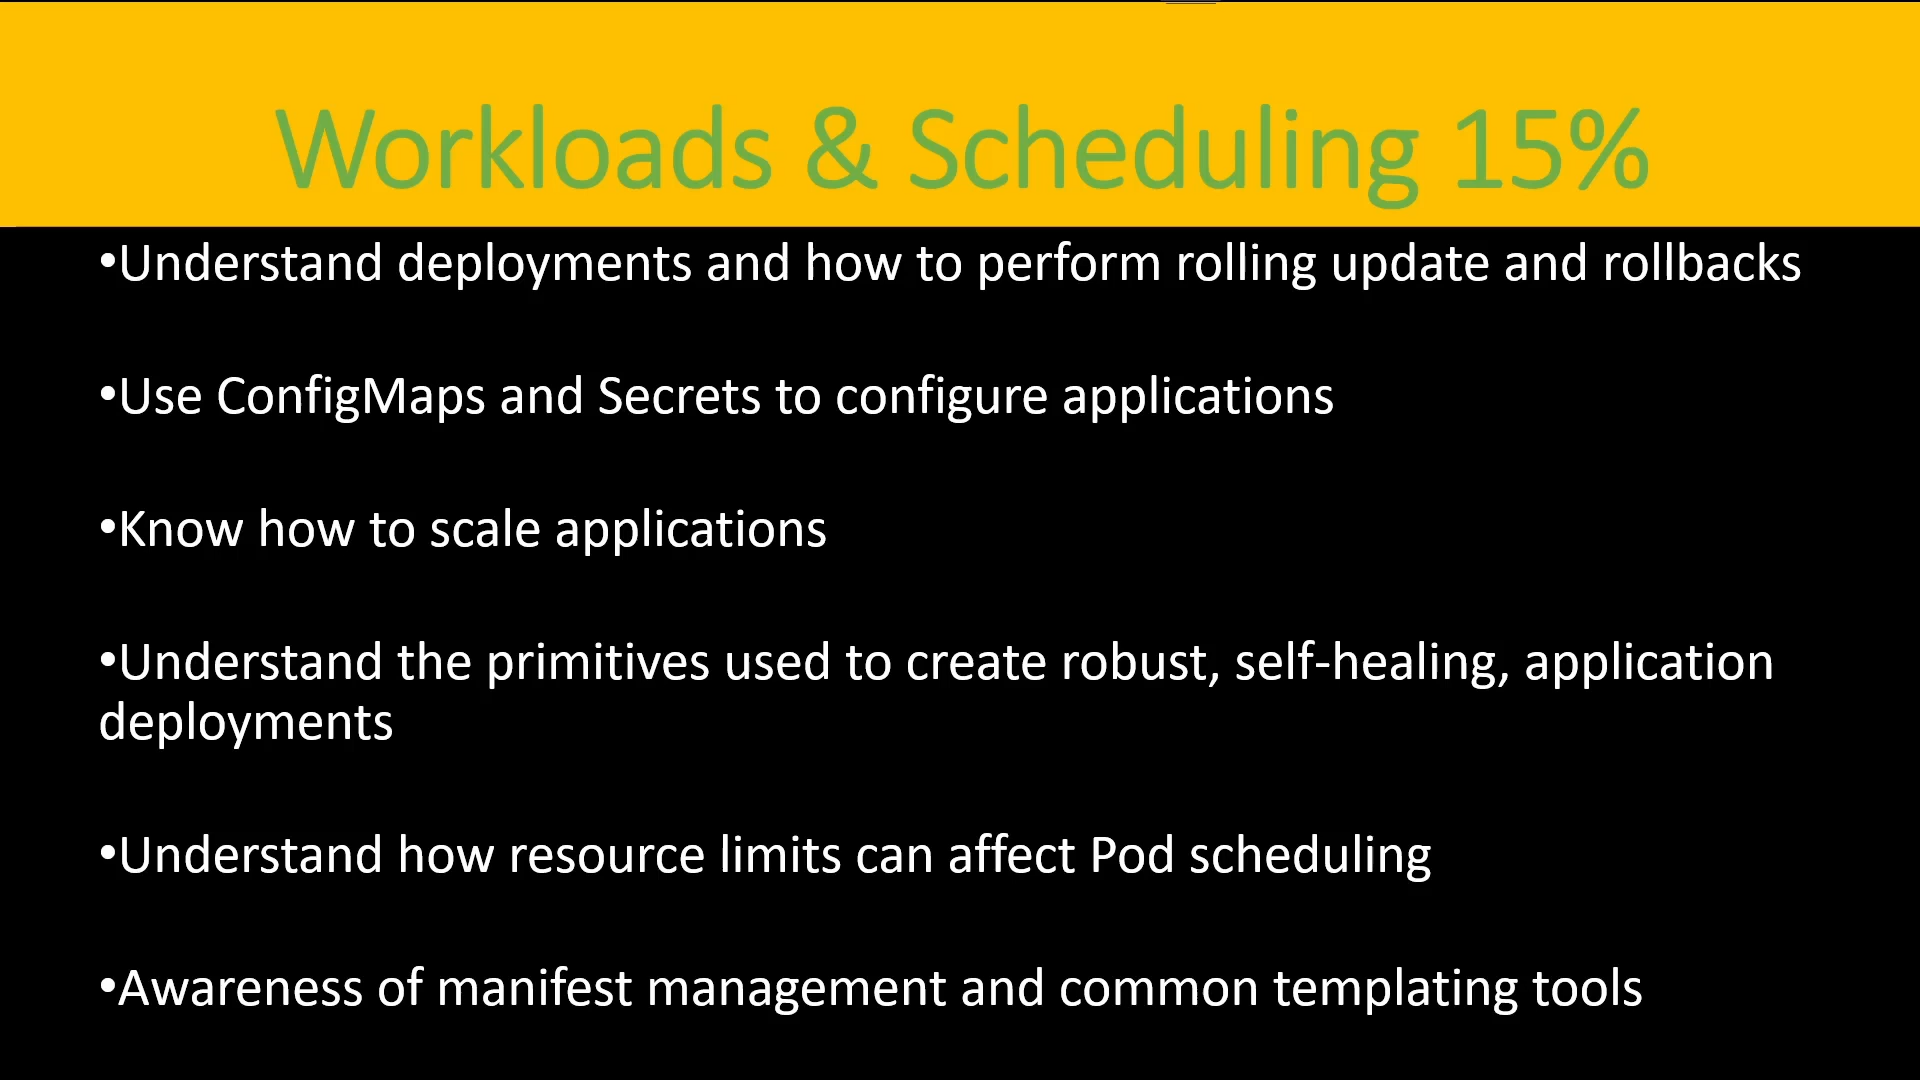 Workloads & Scheduling 15%
•Understand deployments and how to perform rolling update and rollbacks
•Use ConfigMaps and Secrets to configure applications
•Know how to scale applications
•Understand the primitives used to create robust, self-healing, application
deployments
•Understand how resource limits can affect Pod scheduling
•Awareness of manifest management and common templating tools